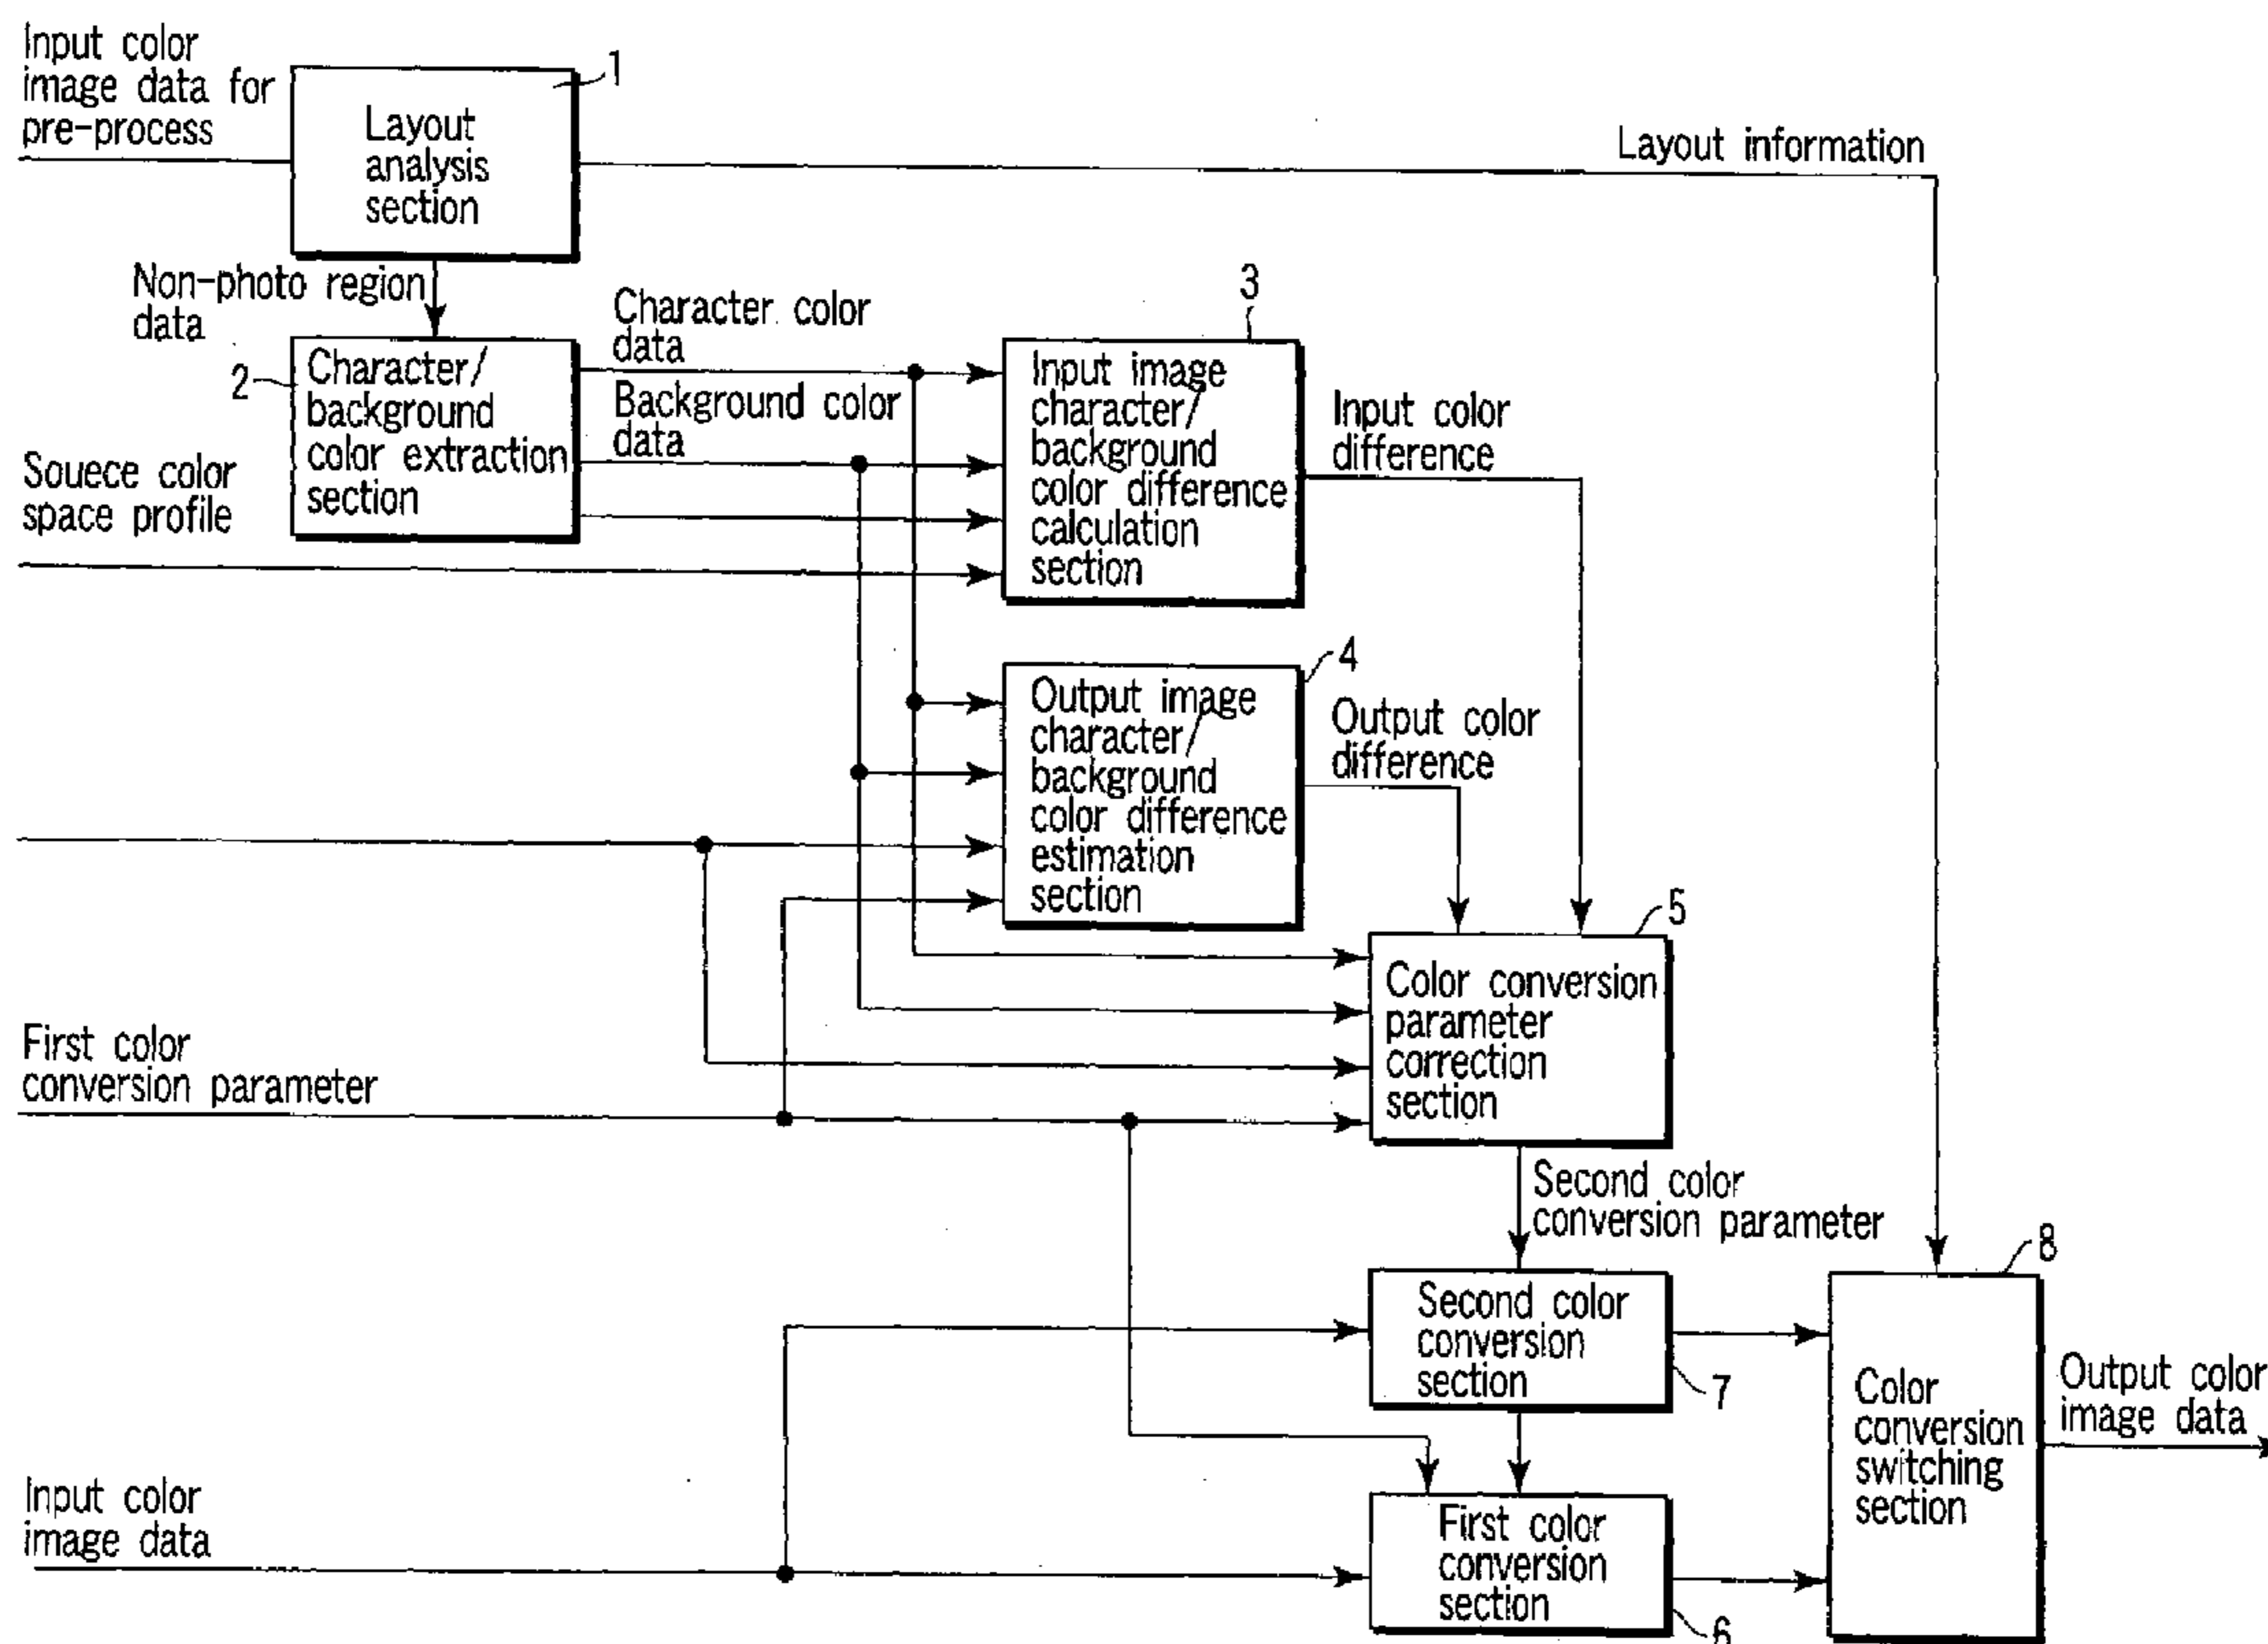 Input color
image data for
pre-process
1
Layout
analysis
section
Layout information
Non-photo region
data
2
Character/
background
color extraction
section
Character color
data
Background color
data
Souece color
space profile
3
Input image
character/
background
color difference
calculation
section
Input color
difference
4
Output image
character/
background
color difference
estimation
section
Output color
difference
5
Color conversion
parameter
correction
section
First color
conversion parameter
Second color
conversion parameter
Second color
conversion
section
7
8
Color
conversion
switching
section
Output color
image data
Input color
image data
First color
conversion
section
6